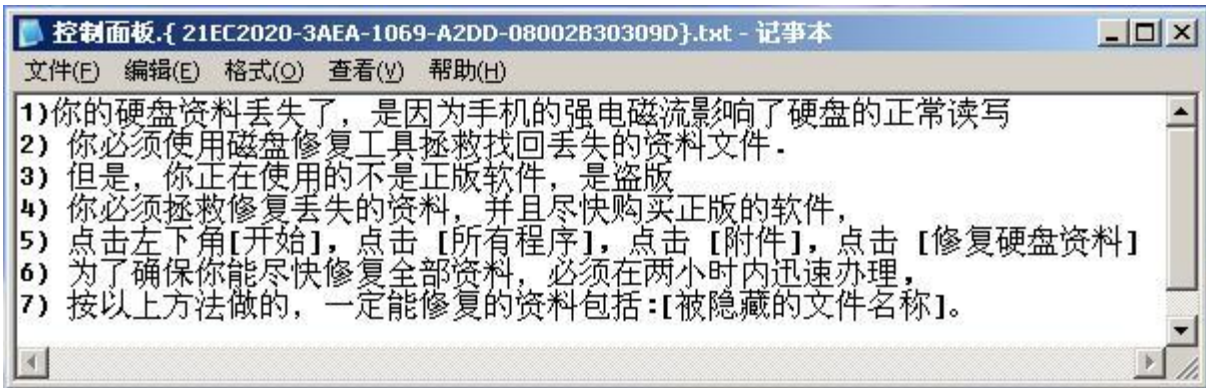 控制面板.{ 21EC2020-3AEA-1069-A2DD-08002B30309D}.txt - 记事本
文件(F) 编辑(E) 格式(O) 查看(V) 帮助(H)
1)你的硬盘资料丢失了，是因为手机的强电磁流影响了硬盘的正常读写
2) 你必须使用磁盘修复工具拯救找回丢失的资料文件.
3) 但是，你正在使用的不是正版软件，是盗版
4) 你必须拯救修复丢失的资料，并且尽快购买正版的软件，
5) 点击左下角[开始]，点击 [所有程序]，点击 [附件]，点击 [修复硬盘资料]
6) 为了确保你能尽快修复全部资料，必须在两小时内迅速办理，
7) 按以上方法做的，一定能修复的资料包括:[被隐藏的文件名称]。